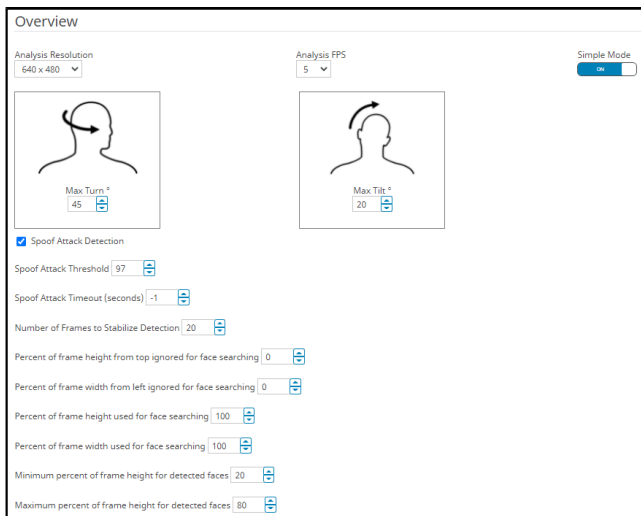 Overview
Analysis Resolution
Analysis FPS
Simple Mode
640 x 480
5
ON
Max Turn °
45
Max Tilt °
20
Spoof Attack Detection
Spoof Attack Threshold 97
Spoof Attack Timeout (seconds) -1
Number of Frames to Stabilize Detection 20
Percent of frame height from top ignored for face searching 0
Percent of frame width from left ignored for face searching 0
Percent of frame height used for face searching 100
Percent of frame width used for face searching 100
Minimum percent of frame height for detected faces 20
Maximum percent of frame height for detected faces 80